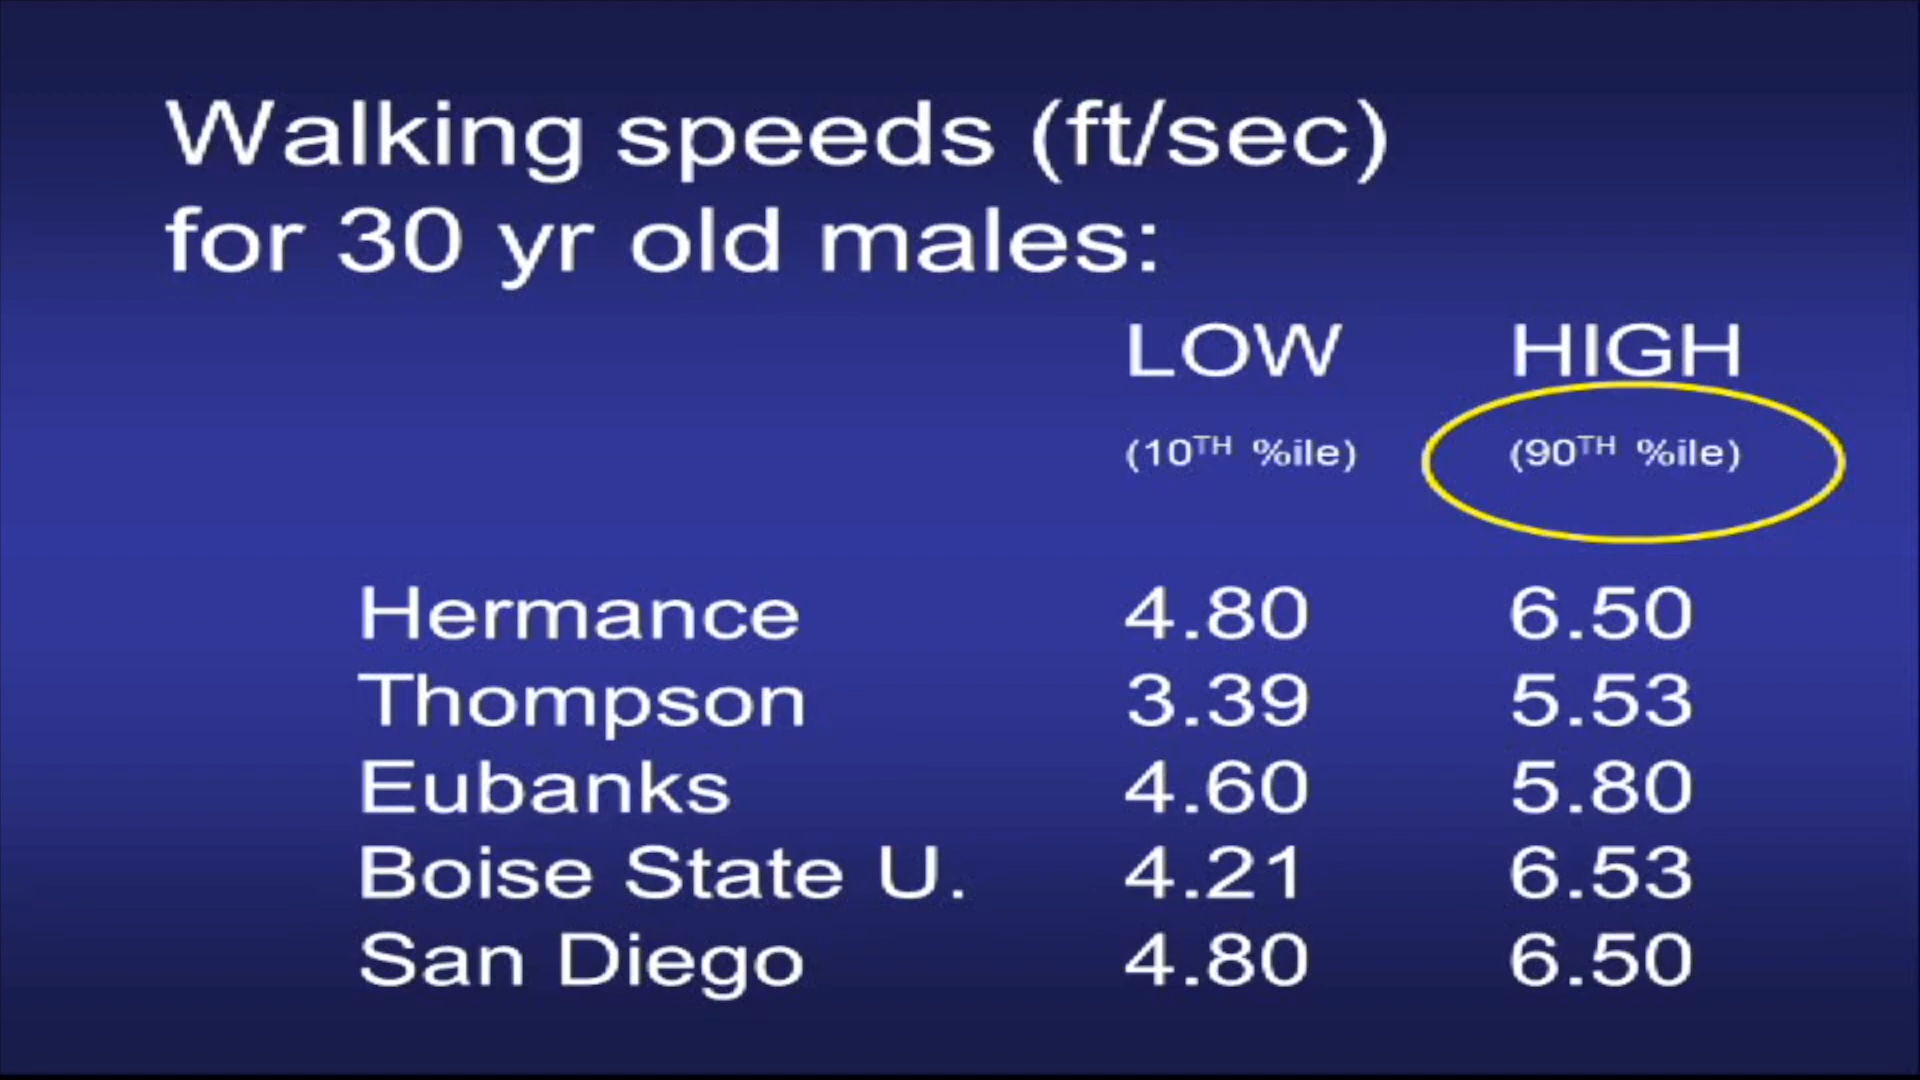 Walking speeds (ft/sec)
for 30 yr old males:
LOW HIGH
(10TH %ile) (90TH %ile)
Hermance 4.80 6.50
Thompson 3.39 5.53
Eubanks 4.60 5.80
Boise State U. 4.21 6.53
San Diego 4.80 6.50